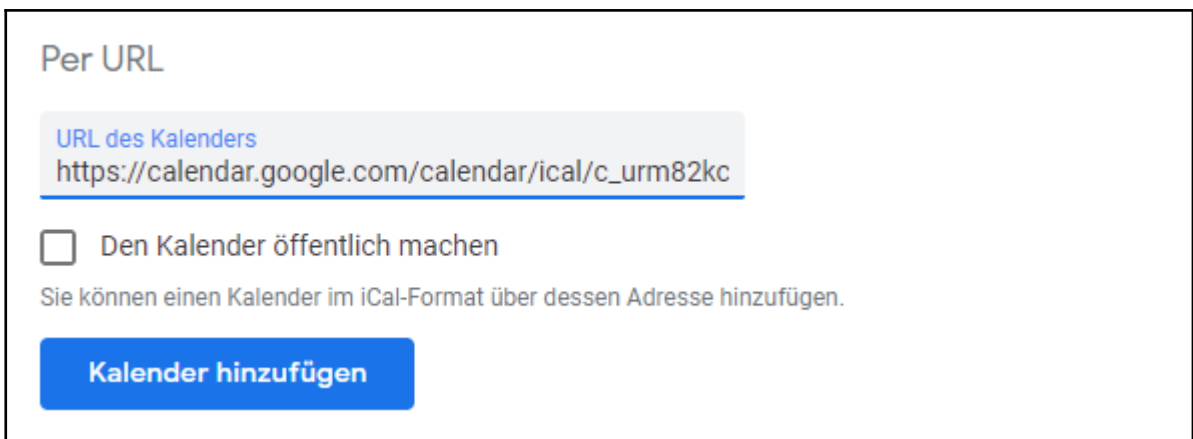 Per URL
URL des Kalenders
https://calendar.google.com/calendar/ical/c_urm82kc
Den Kalender öffentlich machen
Sie können einen Kalender im iCal-Format über dessen Adresse hinzufügen.
Kalender hinzufügen